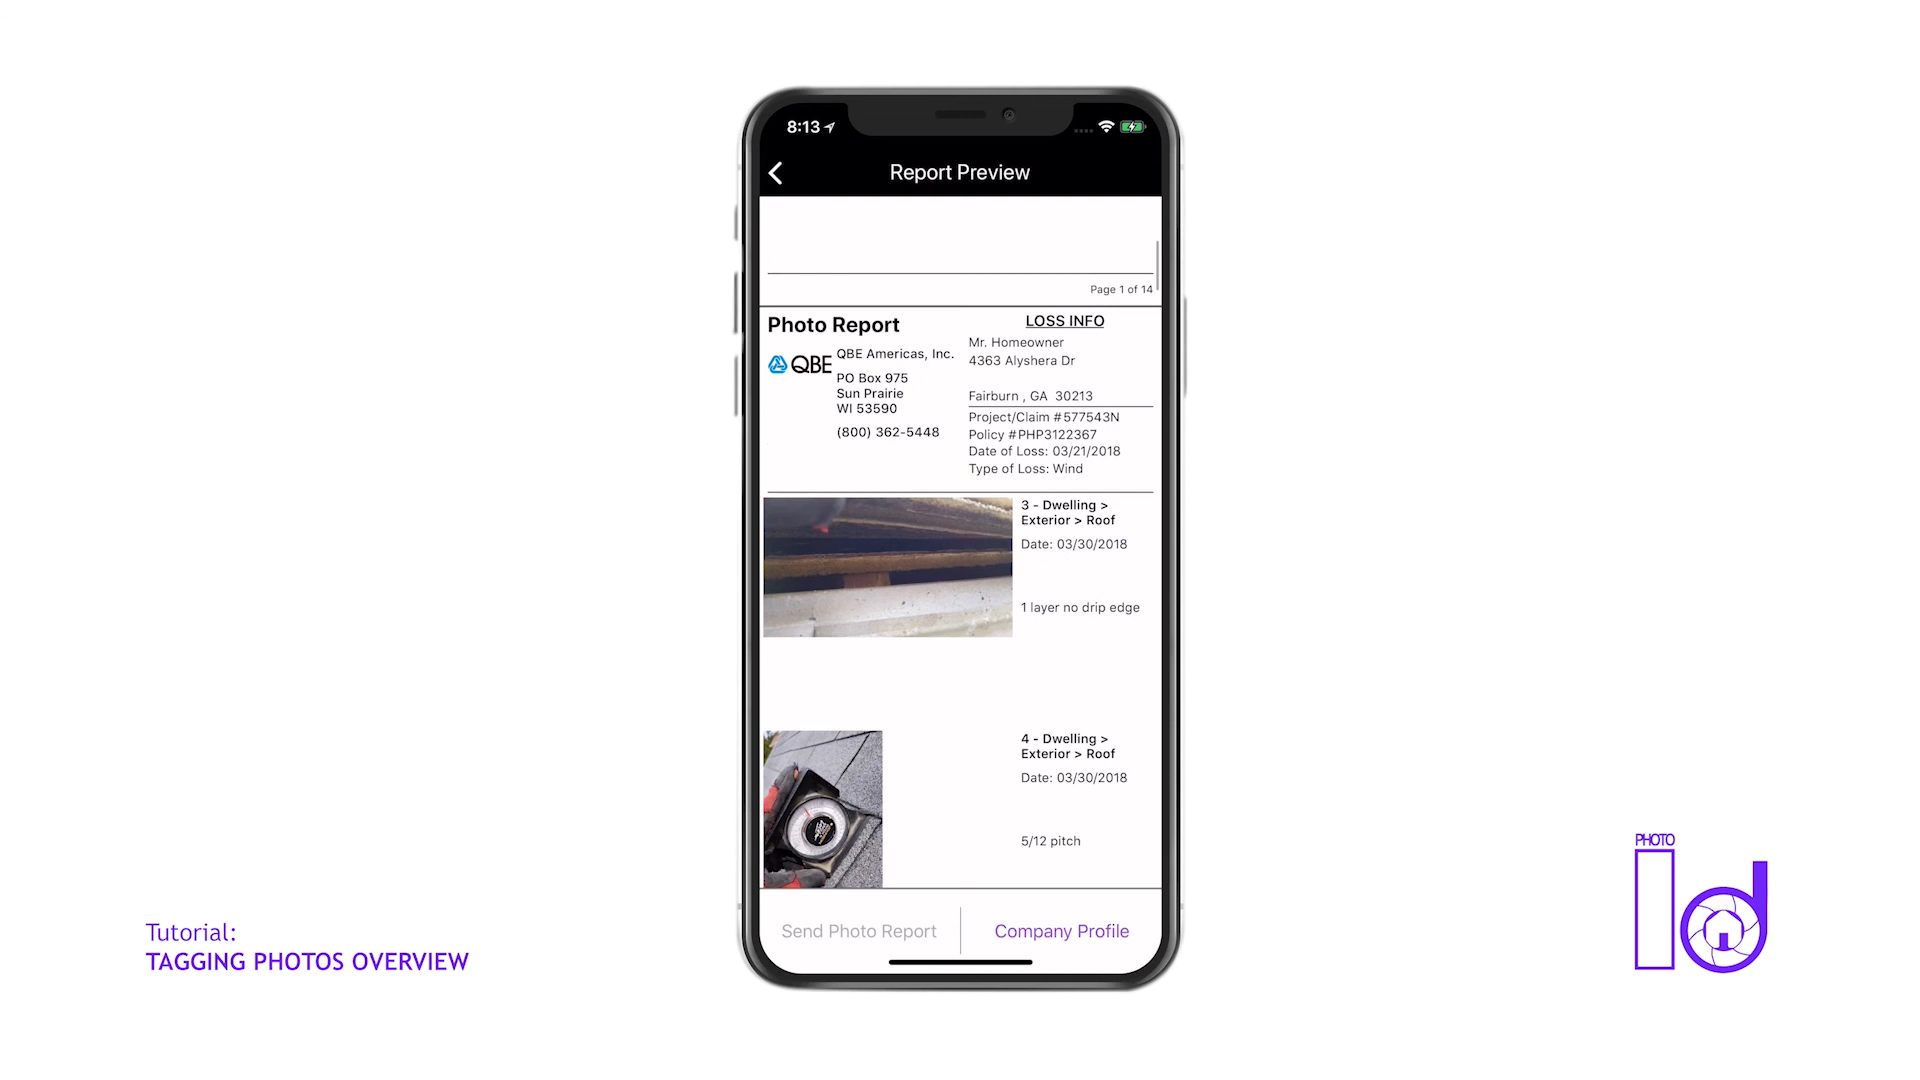 8:13
Report Preview
Page 1 of 14
Photo Report
QBE
QBE Americas, Inc.
PO Box 975
Sun Prairie
WI 53590
(800) 362-5448
LOSS INFO
Mr. Homeowner
4363 Alyshera Dr
Fairburn , GA 30213
Project/Claim #577543N
Policy #PHP3122367
Date of Loss: 03/21/2018
Type of Loss: Wind
3 - Dwelling >
Exterior > Roof
Date: 03/30/2018
1 layer no drip edge
4 - Dwelling >
Exterior > Roof
Date: 03/30/2018
5/12 pitch
Send Photo Report
Company Profile
Tutorial:
TAGGING PHOTOS OVERVIEW
PHOTO
Id